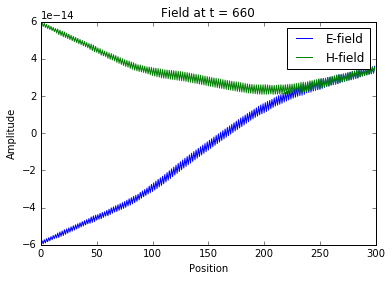 Field at t = 660
1e−14
E-field
H-field
6
4
2
0
−2
−4
−6
Amplitude
0 50 100 150 200 250 300
Position